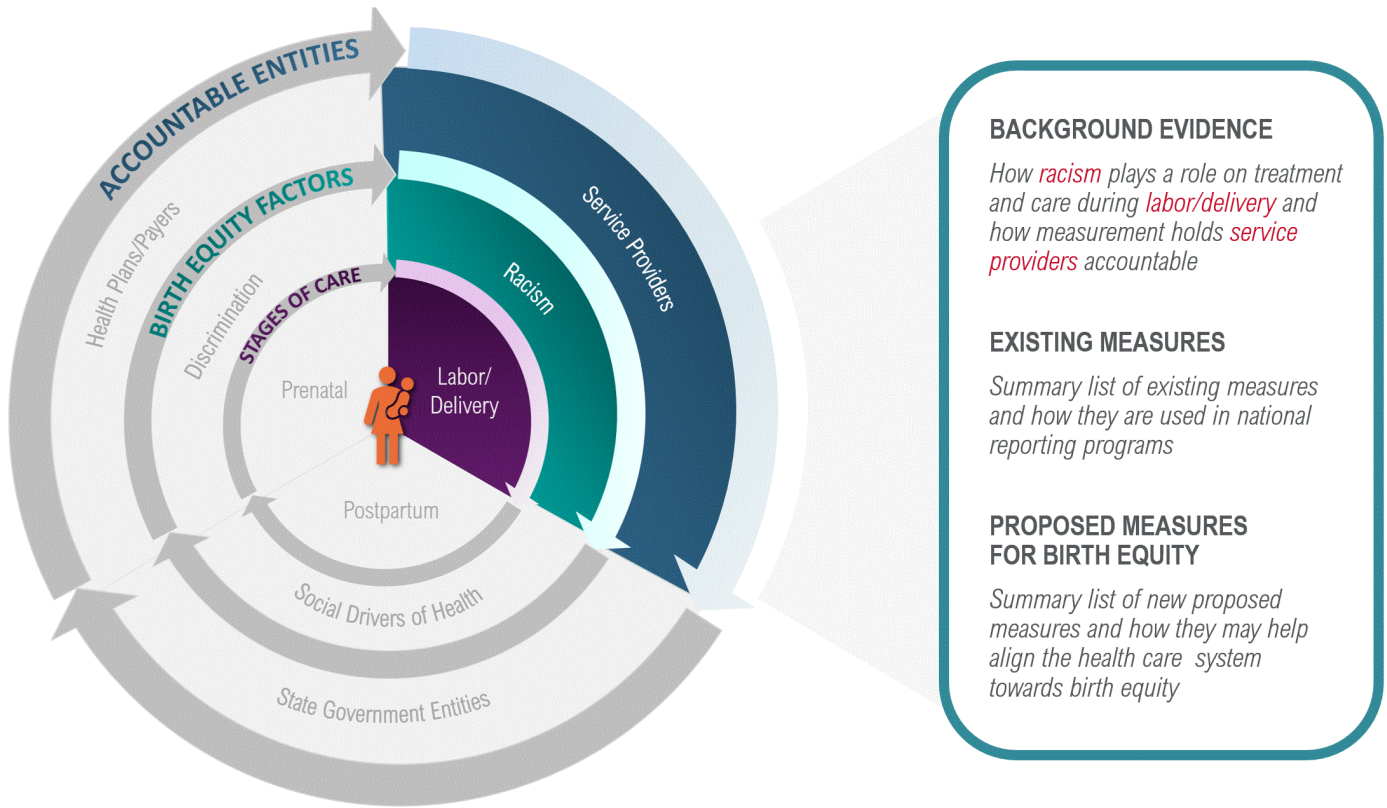 ACCOUNTABLE ENTITIES
Health Plans/Payers
BIRTH EQUITY FACTORS
Discrimination
STAGES OF CARE
Prenatal
Labor/
Delivery
Racism
Service Providers
Postpartum
Social Drivers of Health
State Government Entities
BACKGROUND EVIDENCE
How racism plays a role on treatment
and care during labor/delivery and
how measurement holds service
providers accountable
EXISTING MEASURES
Summary list of existing measures
and how they are used in national
reporting programs
PROPOSED MEASURES
FOR BIRTH EQUITY
Summary list of new proposed
measures and how they may help
align the health care system
towards birth equity